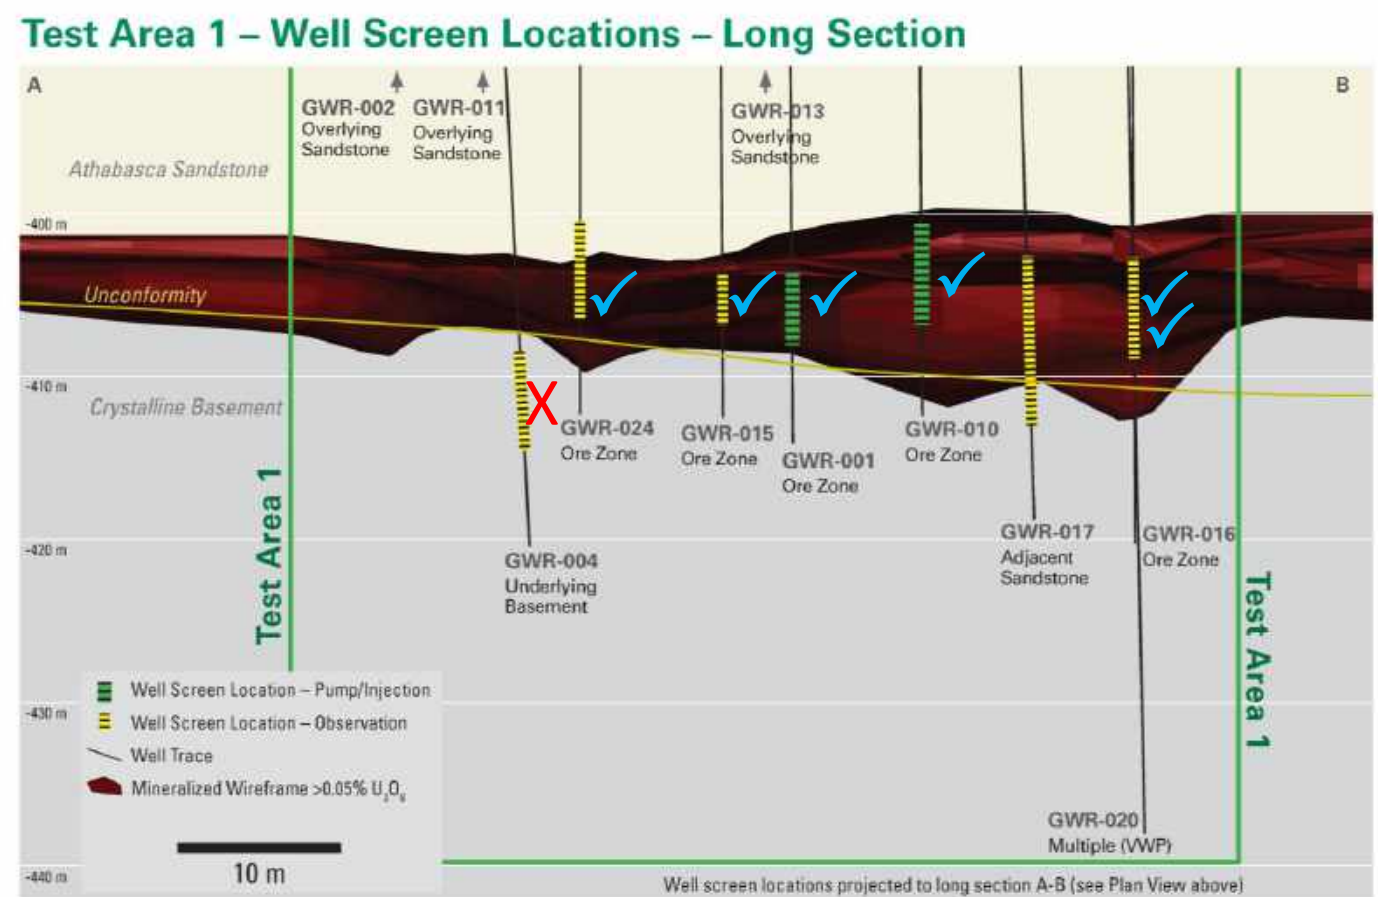 Test Area 1 – Well Screen Locations – Long Section
A
B
GWR-002
Overlying
Sandstone
GWR-011
Overlying
Sandstone
GWR-013
Overlying
Sandstone
Athabasca Sandstone
-400 m
Unconformity
-410 m
Crystalline Basement
X
GWR-024
Ore Zone
GWR-015
Ore Zone
GWR-001
Ore Zone
GWR-010
Ore Zone
Test Area 1
-420 m
GWR-004
Underlying
Basement
GWR-017
Adjacent
Sandstone
GWR-016
Ore Zone
Test Area 1
Well Screen Location – Pump/Injection
Well Screen Location – Observation
-430 m
Well Trace
Mineralized Wireframe >0.05% U₃O₈
10 m
GWR-020
Multiple (VWP)
-440 m
Well screen locations projected to long section A-B (see Plan View above)